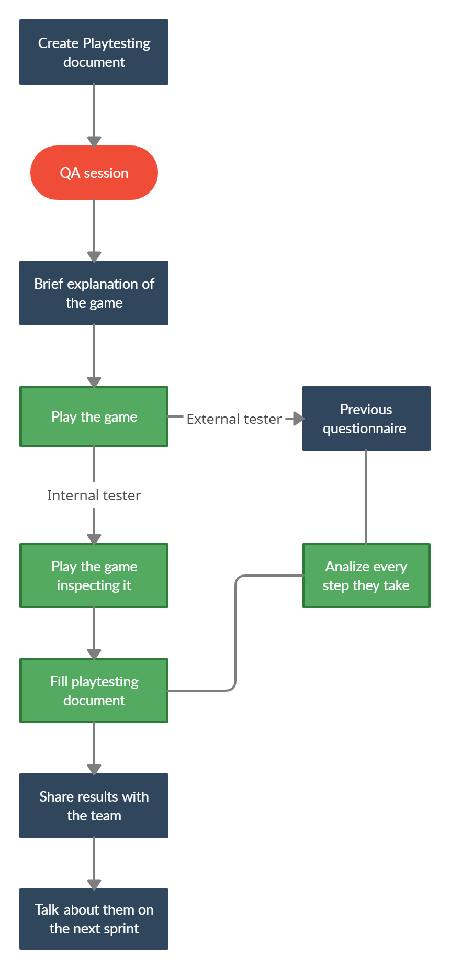 Create Playtesting
document
QA session
Brief explanation of
the game
Play the game
External tester
Previous
questionnaire
Internal tester
Play the game
inspecting it
Analize every
step they take
Fill playtesting
document
Share results with
the team
Talk about them on
the next sprint